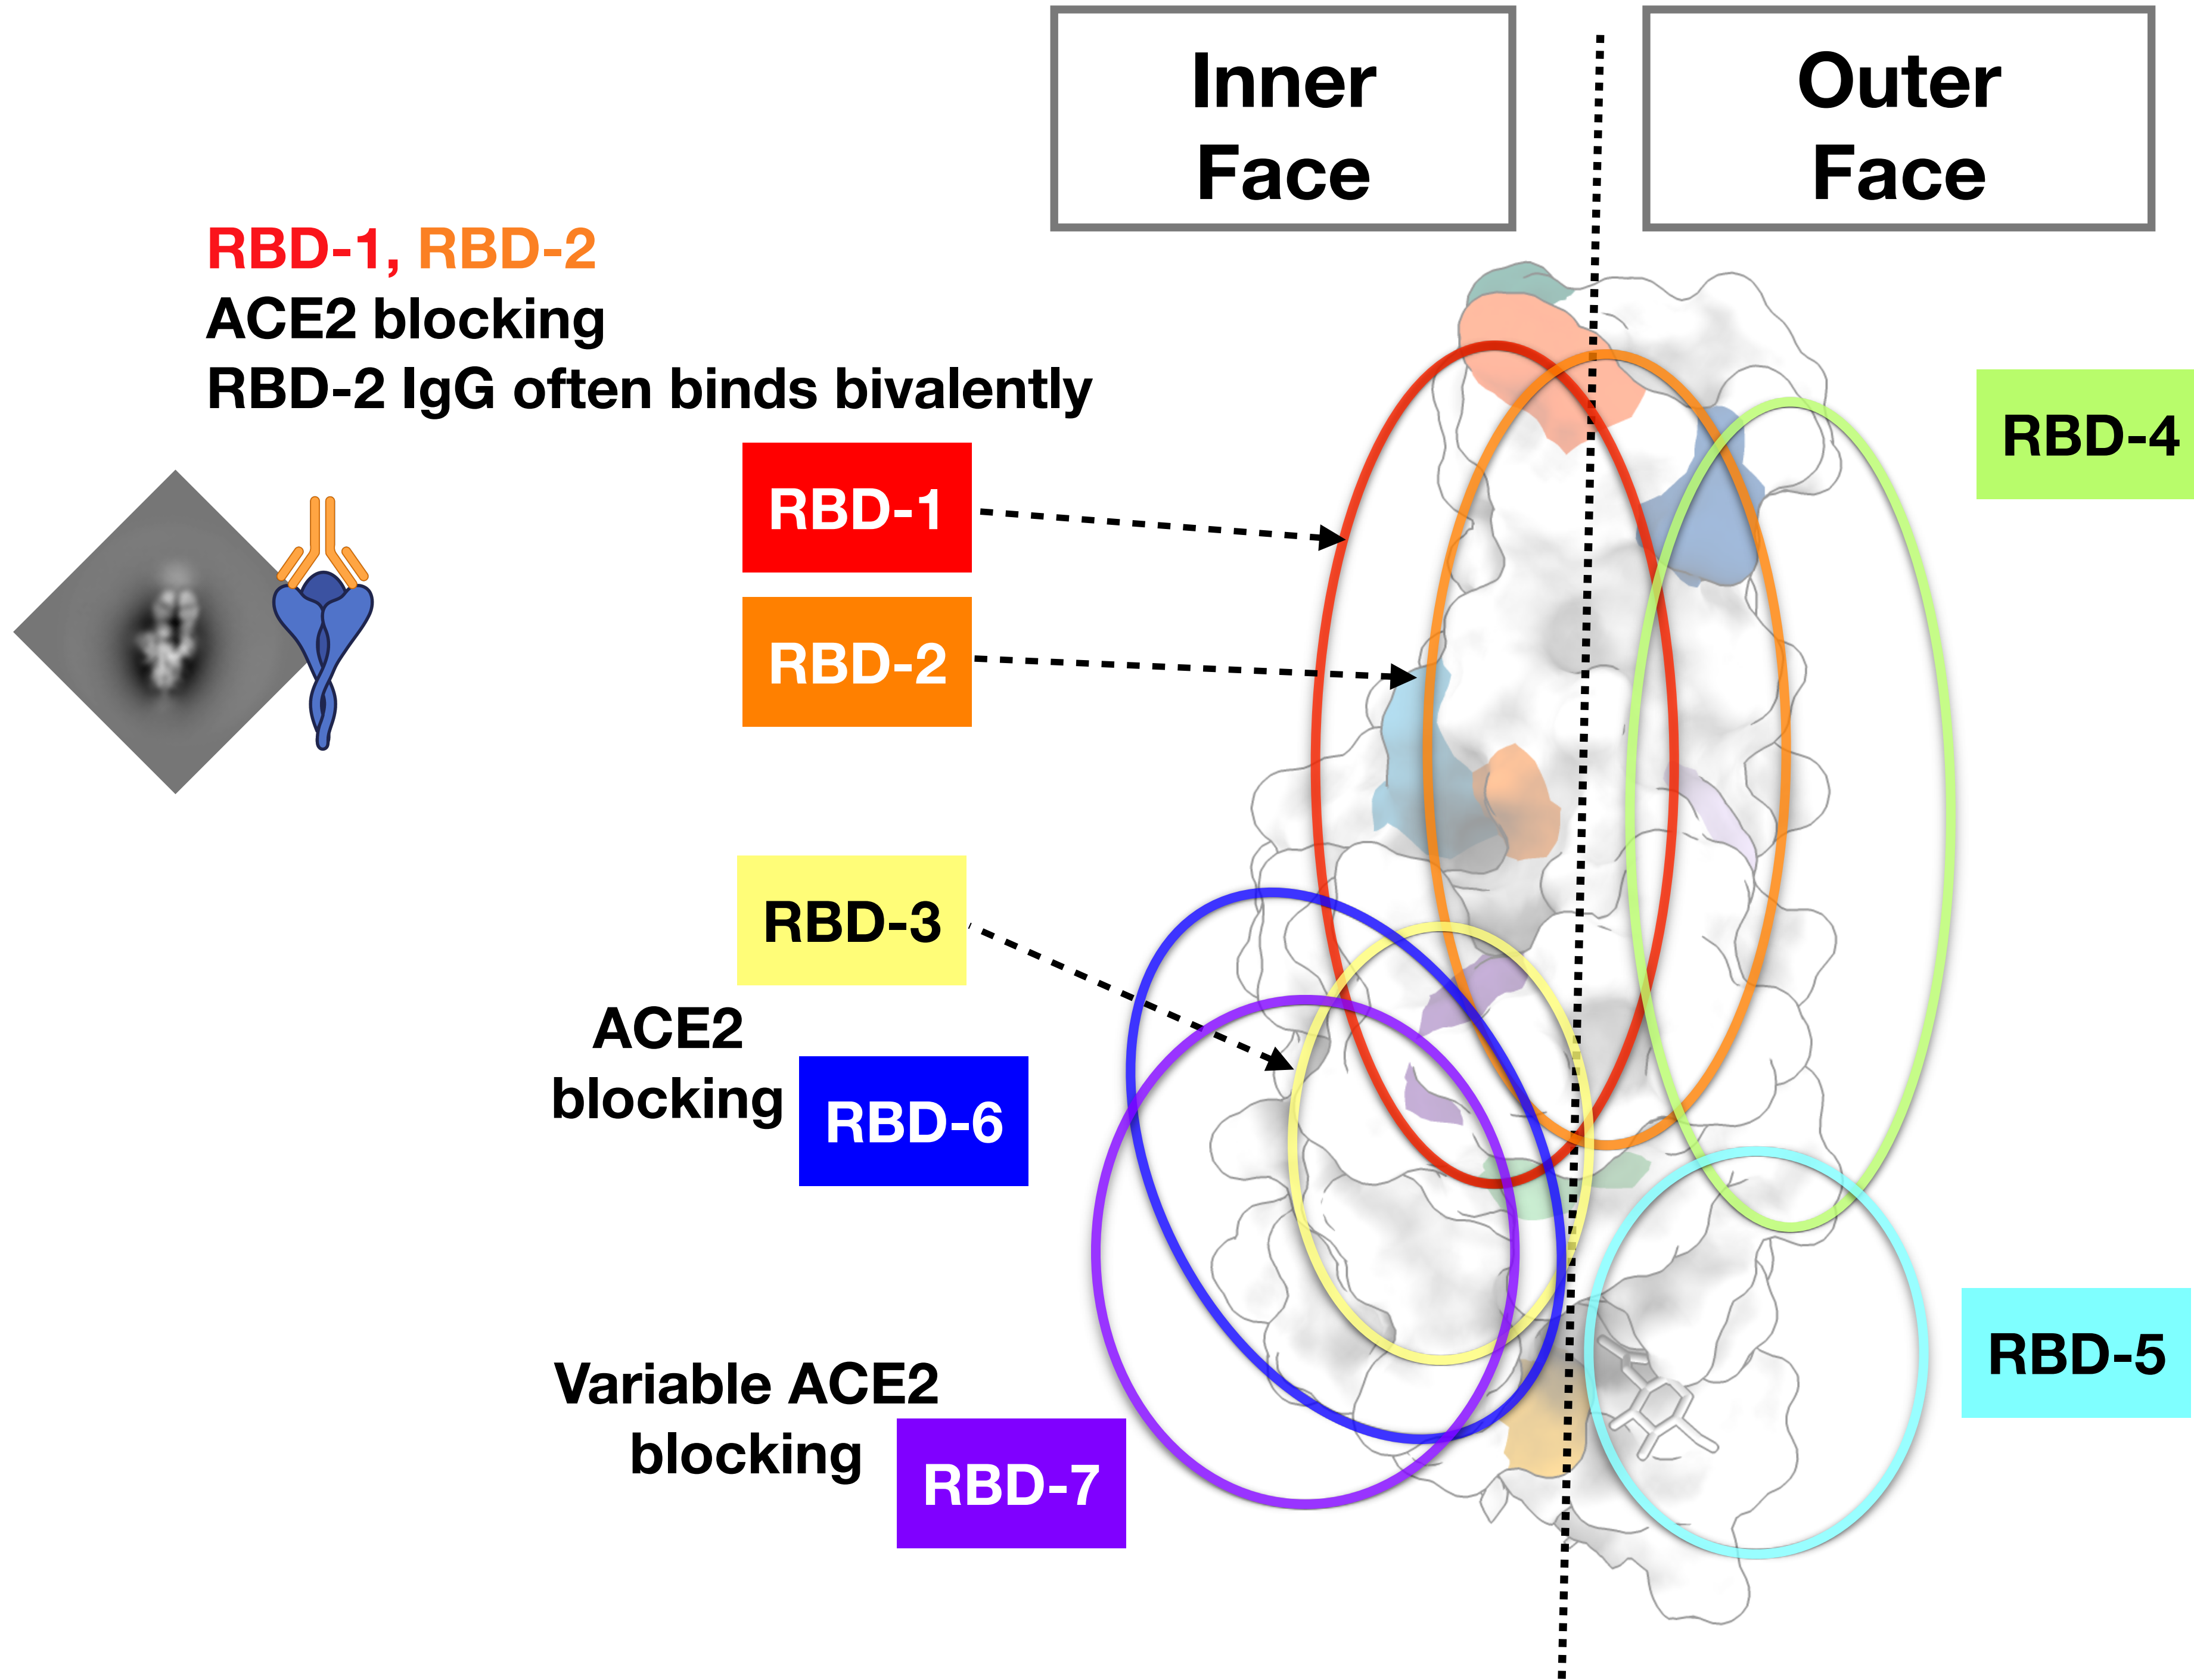 Inner
Face
Outer
Face
RBD-1, RBD-2
ACE2 blocking
RBD-2 IgG often binds bivalently
RBD-4
RBD-1
RBD-2
RBD-3
ACE2
blocking
RBD-6
RBD-5
Variable ACE2
blocking
RBD-7